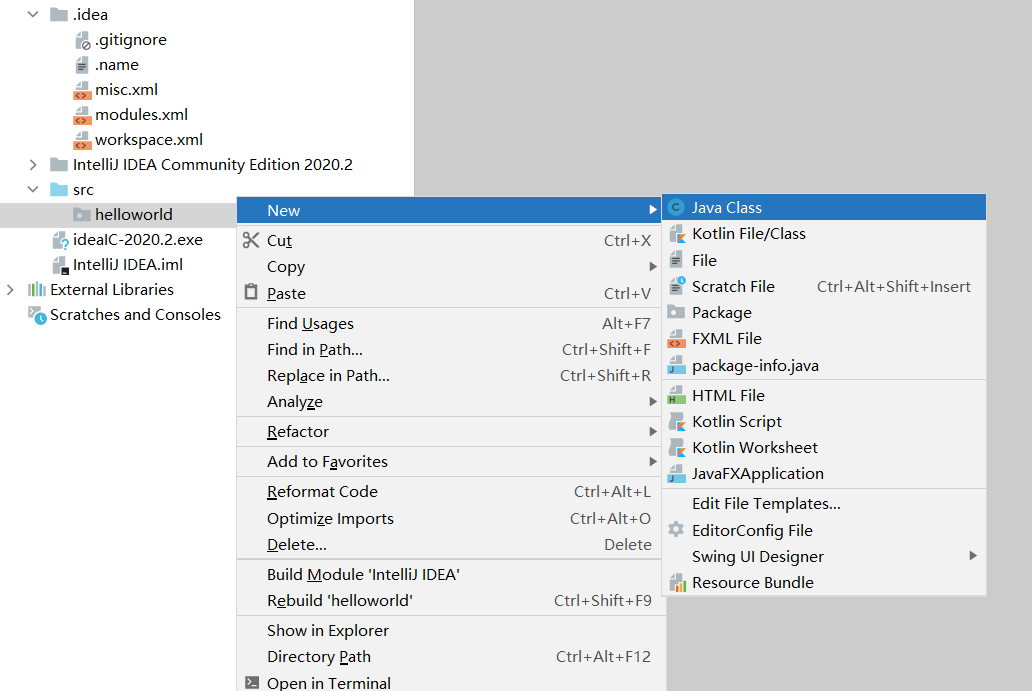 .idea
.gitignore
.name
misc.xml
modules.xml
workspace.xml
IntelliJ IDEA Community Edition 2020.2
src
helloworld
ideaIC-2020.2.exe
IntelliJ IDEA.iml
External Libraries
Scratches and Consoles
New
Cut Ctrl+X
Copy
Paste Ctrl+V
Find Usages Alt+F7
Find in Path... Ctrl+Shift+F
Replace in Path... Ctrl+Shift+R
Analyze
Refactor
Add to Favorites
Reformat Code Ctrl+Alt+L
Optimize Imports Ctrl+Alt+O
Delete... Delete
Build Module 'IntelliJ IDEA'
Rebuild 'helloworld' Ctrl+Shift+F9
Show in Explorer
Directory Path Ctrl+Alt+F12
Open in Terminal
Java Class
Kotlin File/Class
File
Scratch File Ctrl+Alt+Shift+Insert
Package
FXML File
package-info.java
HTML File
Kotlin Script
Kotlin Worksheet
JavaFXApplication
Edit File Templates...
EditorConfig File
Swing UI Designer
Resource Bundle